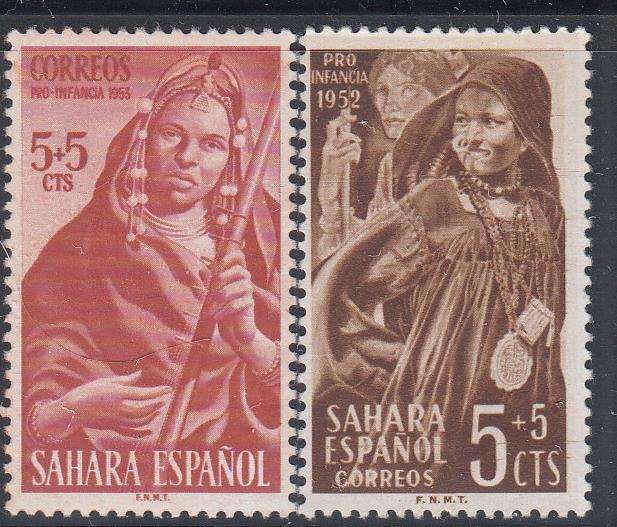 CORREOS
PRO-INFANCIA 1953
5+5
CTS
SAHARA ESPAÑOL
F.N.M.T.
PRO
INFANCIA
1952
SAHARA
ESPAÑOL
CORREOS
5+5
CTS
F.N.M.T.